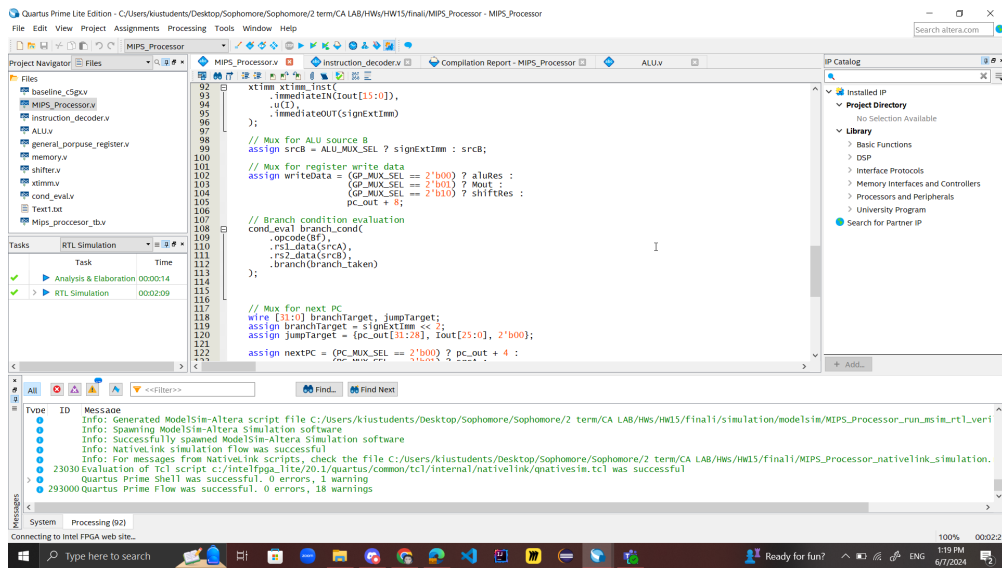 Quartus Prime Lite Edition - C:/Users/kiustudents/Desktop/Sophomore/Sophomore/2 term/CA LAB/HWs/HW15/finali/MIPS_Processor - MIPS_Processor
File Edit View Project Assignments Processing Tools Window Help
Search altera.com
MIPS_Processor
Project Navigator Files
MIPS_Processor.v
instruction_decoder.v
Compilation Report - MIPS_Processor
ALU.v
IP Catalog
Files
baseline_c5gx.v
MIPS_Processor.v
instruction_decoder.v
ALU.v
general_porpuse_register.v
memory.v
shifter.v
xtimm.v
cond_eval.v
Text1.txt
Mips_proccesor_tb.v
Tasks RTL Simulation
Task Time
Analysis & Elaboration 00:00:14
RTL Simulation 00:02:09
92 xtimm xtimm_inst(
93 .immediateIN(Iout[15:0]),
94 .u(I),
95 .immediateOUT(signExtImm)
96 );
97
98 // Mux for ALU source B
99 assign srcB = ALU_MUX_SEL ? signExtImm : srcB;
100
101 // Mux for register write data
102 assign writeData = (GP_MUX_SEL == 2'b00) ? aluRes :
103 (GP_MUX_SEL == 2'b01) ? Mout :
104 (GP_MUX_SEL == 2'b10) ? shiftRes :
105 pc_out + 8;
106
107 // Branch condition evaluation
108 cond_eval branch_cond(
109 .opcode(Bf),
110 .rs1_data(srcA),
111 .rs2_data(srcB),
112 .branch(branch_taken)
113 );
114
115
116
117 // Mux for next PC
118 wire [31:0] branchTarget, jumpTarget;
119 assign branchTarget = signExtImm << 2;
120 assign jumpTarget = {pc_out[31:28], Iout[25:0], 2'b00};
121
122 assign nextPC = (PC_MUX_SEL == 2'b00) ? pc_out + 4 :
Installed IP
Project Directory
No Selection Available
Library
Basic Functions
DSP
Interface Protocols
Memory Interfaces and Controllers
Processors and Peripherals
University Program
Search for Partner IP
+ Add...
All
<<Filter>>
Find...
Find Next
Type ID Message
Info: Generated ModelSim-Altera script file C:/Users/kiustudents/Desktop/Sophomore/Sophomore/2 term/CA LAB/HWs/HW15/finali/simulation/modelsim/MIPS_Processor_run_msim_rtl_veri
Info: Spawning ModelSim-Altera Simulation software
Info: Successfully spawned ModelSim-Altera Simulation software
Info: NativeLink simulation flow was successful
Info: For messages from NativeLink scripts, check the file C:/Users/kiustudents/Desktop/Sophomore/Sophomore/2 term/CA LAB/HWs/HW15/finali/MIPS_Processor_nativelink_simulation.
23030 Evaluation of Tcl script c:/intelfpga_lite/20.1/quartus/common/tcl/internal/nativelink/qnativesim.tcl was successful
Quartus Prime Shell was successful. 0 errors, 1 warning
293000 Quartus Prime Flow was successful. 0 errors, 18 warnings
Messages
System Processing (92)
Connecting to Intel FPGA web site...
100% 00:02:2
Type here to search
Ready for fun?
ENG
1:19 PM
6/7/2024
2